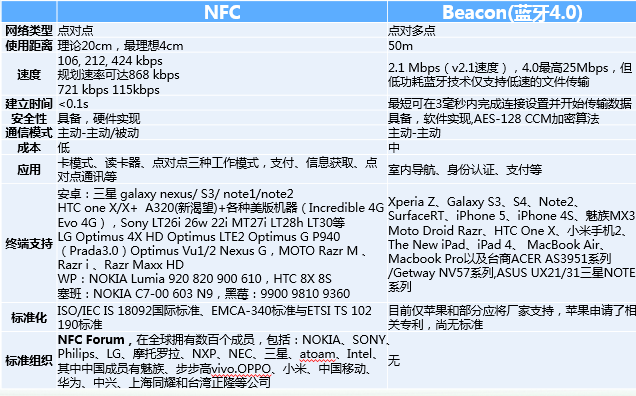 NFC Beacon(蓝牙4.0)
网络类型 点对点 点对多点
使用距离 理论20cm，最理想4cm 50m
速度 106, 212, 424 kbps
规划速率可达868 kbps
721 kbps 115kbps
2.1 Mbps（v2.1速度），4.0最高25Mbps，但
低功耗蓝牙技术仅支持低速的文件传输
建立时间 <0.1s 最短可在3毫秒内完成连接设置并开始传输数据
安全性 具备，硬件实现 具备，软件实现,AES-128 CCM加密算法
通信模式 主动-主动/被动 主动-主动
成本 低 中
应用 卡模式、读卡器、点对点三种工作模式，支付、信息获取、点
对点通讯等
室内导航、身份认证、支付等
终端支持 安卓：三星 galaxy nexus/ S3/ note1/note2
HTC one X/X+ A320(新渴望)+各种美版机器（Incredible 4G
Evo 4G），Sony LT26i 26w 22i MT27i LT28h LT30等
LG Optimus 4X HD Optimus LTE2 Optimus G P940
（Prada3.0）Optimus Vu1/2 Nexus G，MOTO Razr M 、
Razr i 、Razr Maxx HD
WP：NOKIA Lumia 920 820 900 610，HTC 8X 8S
塞班：NOKIA C7-00 603 N9，黑莓：9900 9810 9360
Xperia Z、Galaxy S3、S4、Note2、
SurfaceRT、iPhone 5、iPhone 4S、魅族MX3
Moto Droid Razr、HTC One X、小米手机2、
The New iPad、iPad 4、 MacBook Air、
Macbook Pro以及台商ACER AS3951系列
/Getway NV57系列,ASUS UX21/31三星NOTE
系列
标准化 ISO/IEC IS 18092国际标准、EMCA-340标准与ETSI TS 102
190标准
目前仅苹果和部分应将厂家支持，苹果申请了相
关专利，尚无标准
标准组织 NFC Forum，在全球拥有数百个成员，包括：NOKIA、SONY、
Philips、LG、摩托罗拉、NXP、NEC、三星、atoam、Intel、
其中中国成员有魅族、步步高vivo.OPPO、小米、中国移动、
华为、中兴、上海同耀和台湾正隆等公司
无